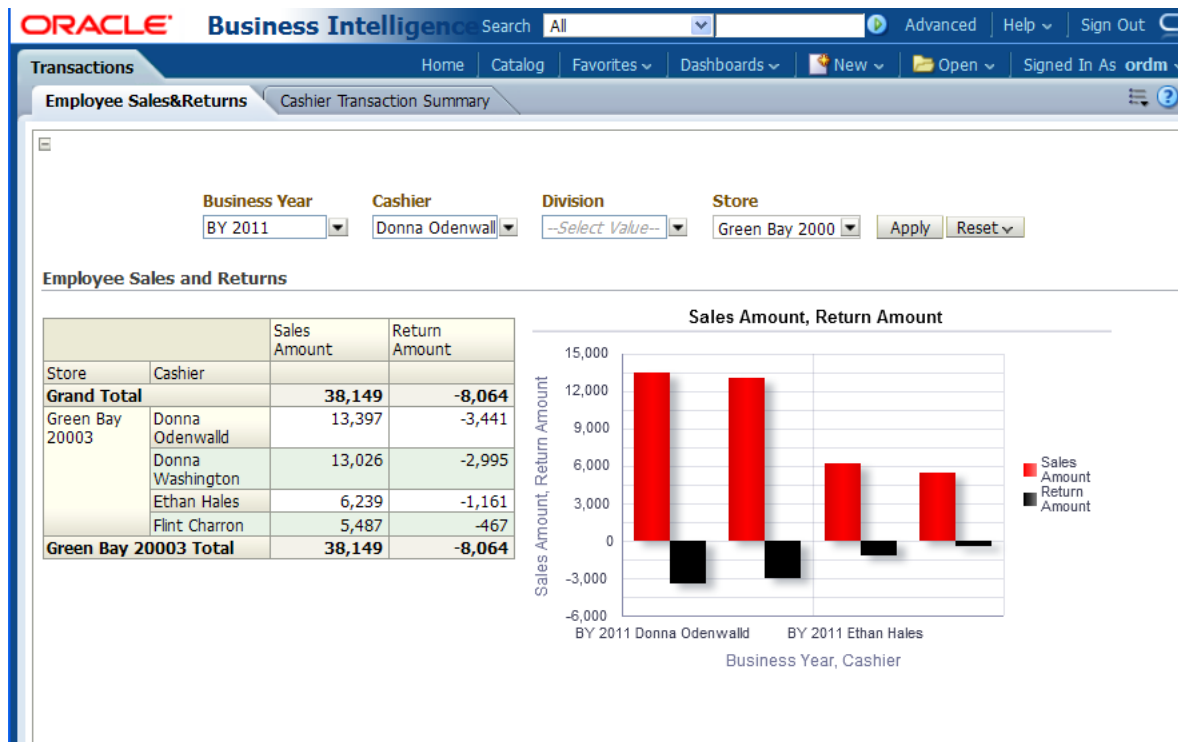 ORACLE Business Intelligence Search All Advanced Help Sign Out
Transactions Home Catalog Favorites Dashboards New Open Signed In As ordm
Employee Sales&Returns Cashier Transaction Summary
Business Year Cashier Division Store
BY 2011 Donna Odenwall --Select Value-- Green Bay 2000 Apply Reset
Employee Sales and Returns
Sales Amount Return Amount
Store Cashier
Grand Total 38,149 -8,064
Green Bay 20003 Donna Odenwalld 13,397 -3,441
Donna Washington 13,026 -2,995
Ethan Hales 6,239 -1,161
Flint Charron 5,487 -467
Green Bay 20003 Total 38,149 -8,064
Sales Amount, Return Amount
Sales Amount, Return Amount
15,000
12,000
9,000
6,000
3,000
0
-3,000
-6,000
BY 2011 Donna Odenwalld BY 2011 Ethan Hales
Business Year, Cashier
Sales Amount
Return Amount